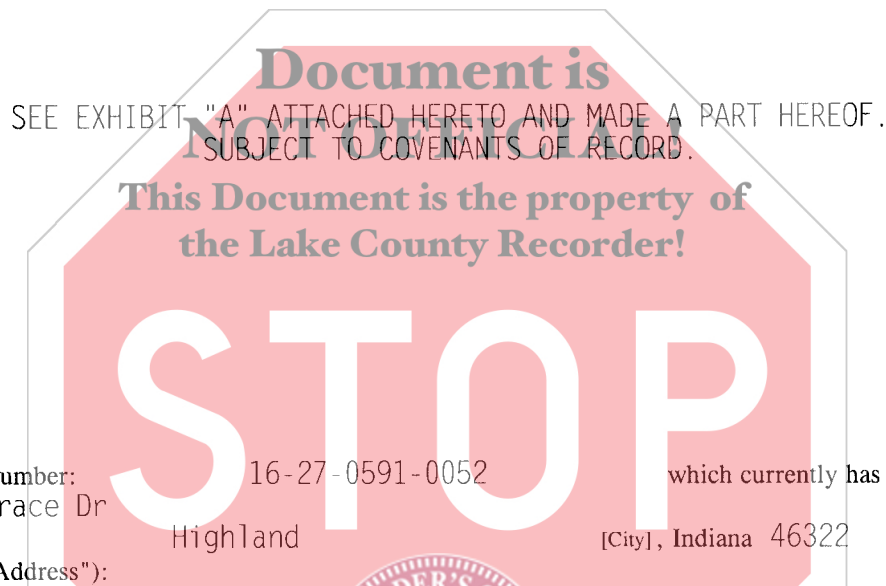 Document is
SEE EXHIBIT "A" ATTACHED HERETO AND MADE A PART HEREOF.
NOT OFFICIAL!
SUBJECT TO COVENANTS OF RECORD.
This Document is the property of
the Lake County Recorder!
STOP
umber: 16-27-0591-0052 which currently has
race Dr
Highland [City], Indiana 46322
Address"):